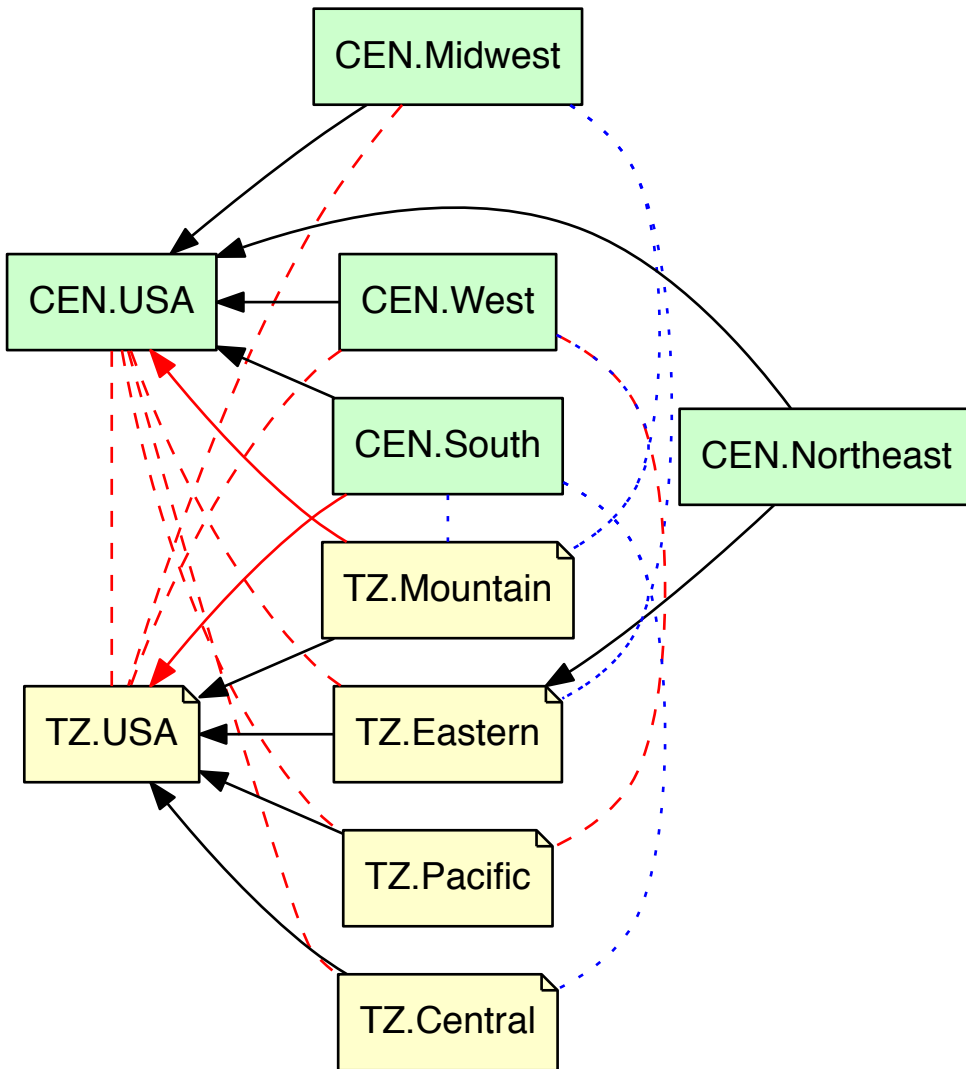 CEN.Midwest
CEN.USA
CEN.West
CEN.South
CEN.Northeast
TZ.Mountain
TZ.USA
TZ.Eastern
TZ.Pacific
TZ.Central